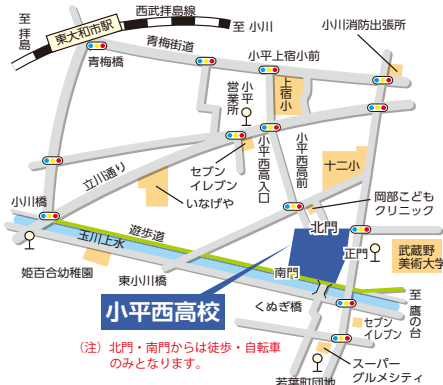 至拝島
東大和市駅
西武拝島線
至 小川
小川消防出張所
青梅街道
小平上宿小前
青梅橋
上宿小
小平営業所
小平西高入口
小平西高前
十二小
立川通り
セブン
イレブン
いなげや
岡部こども
クリニック
小川橋
遊歩道
玉川上水
北門
正門
武蔵野
美術大学
姫百合幼稚園
東小川橋
南門
至鷹の台
小平西高校
くぬぎ橋
セブン
イレブン
(注) 北門・南門からは徒歩・自転車
のみとなります。
スーパー
グルメシティ
若葉町団地